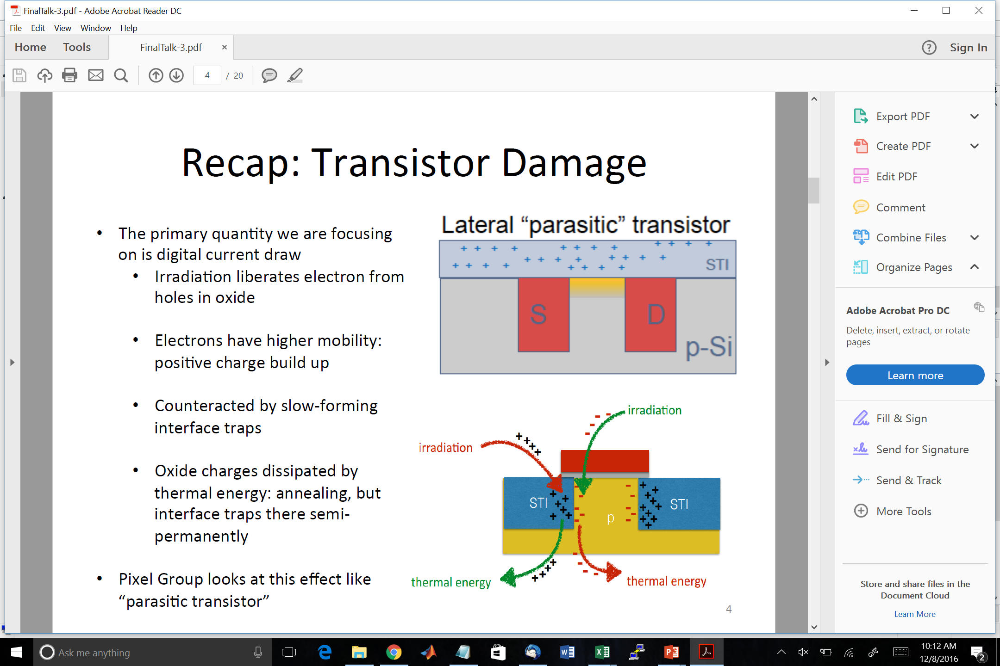 FinalTalk-3.pdf - Adobe Acrobat Reader DC
File Edit View Window Help
Home Tools FinalTalk-3.pdf × ? Sign In
4 / 20
Recap: Transistor Damage
• The primary quantity we are focusing
on is digital current draw
• Irradiation liberates electron from
holes in oxide
• Electrons have higher mobility:
positive charge build up
• Counteracted by slow-forming
interface traps
• Oxide charges dissipated by
thermal energy: annealing, but
interface traps there semi-
permanently
• Pixel Group looks at this effect like
“parasitic transistor”
Lateral “parasitic” transistor
STI
S D
p-Si
irradiation
irradiation
STI p STI
thermal energy thermal energy
4
Export PDF
Create PDF
Edit PDF
Comment
Combine Files
Organize Pages
Adobe Acrobat Pro DC
Delete, insert, extract, or rotate
pages
Learn more
Fill & Sign
Send for Signature
Send & Track
More Tools
Store and share files in the
Document Cloud
Learn More
Ask me anything
10:12 AM
12/8/2016
2